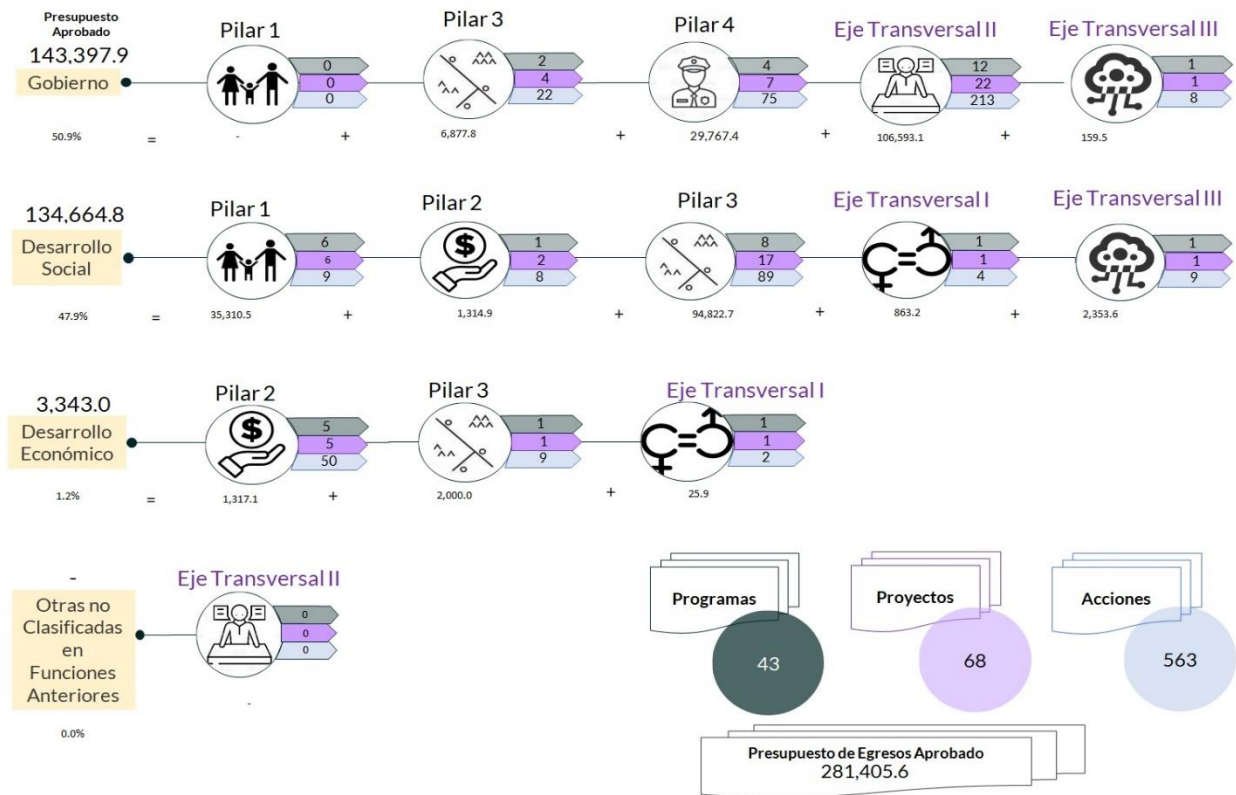 Presupuesto
Aprobado
143,397.9
Gobierno
50.9%
=
Pilar 1
0
0
0
-
+
Pilar 3
2
4
22
6,877.8
+
Pilar 4
4
7
75
29,767.4
+
Eje Transversal II
12
22
213
106,593.1
+
Eje Transversal III
1
1
8
159.5
134,664.8
Desarrollo
Social
47.9%
=
Pilar 1
6
6
9
35,310.5
+
Pilar 2
1
2
8
1,314.9
+
Pilar 3
8
17
89
94,822.7
+
Eje Transversal I
1
1
4
863.2
+
Eje Transversal III
1
1
9
2,353.6
3,343.0
Desarrollo
Económico
1.2%
=
Pilar 2
5
5
50
1,317.1
+
Pilar 3
1
1
9
2,000.0
+
Eje Transversal I
1
1
2
25.9
-
Otras no
Clasificadas
en
Funciones
Anteriores
0.0%
Eje Transversal II
0
0
0
-
Programas
43
Proyectos
68
Acciones
563
Presupuesto de Egresos Aprobado
281,405.6